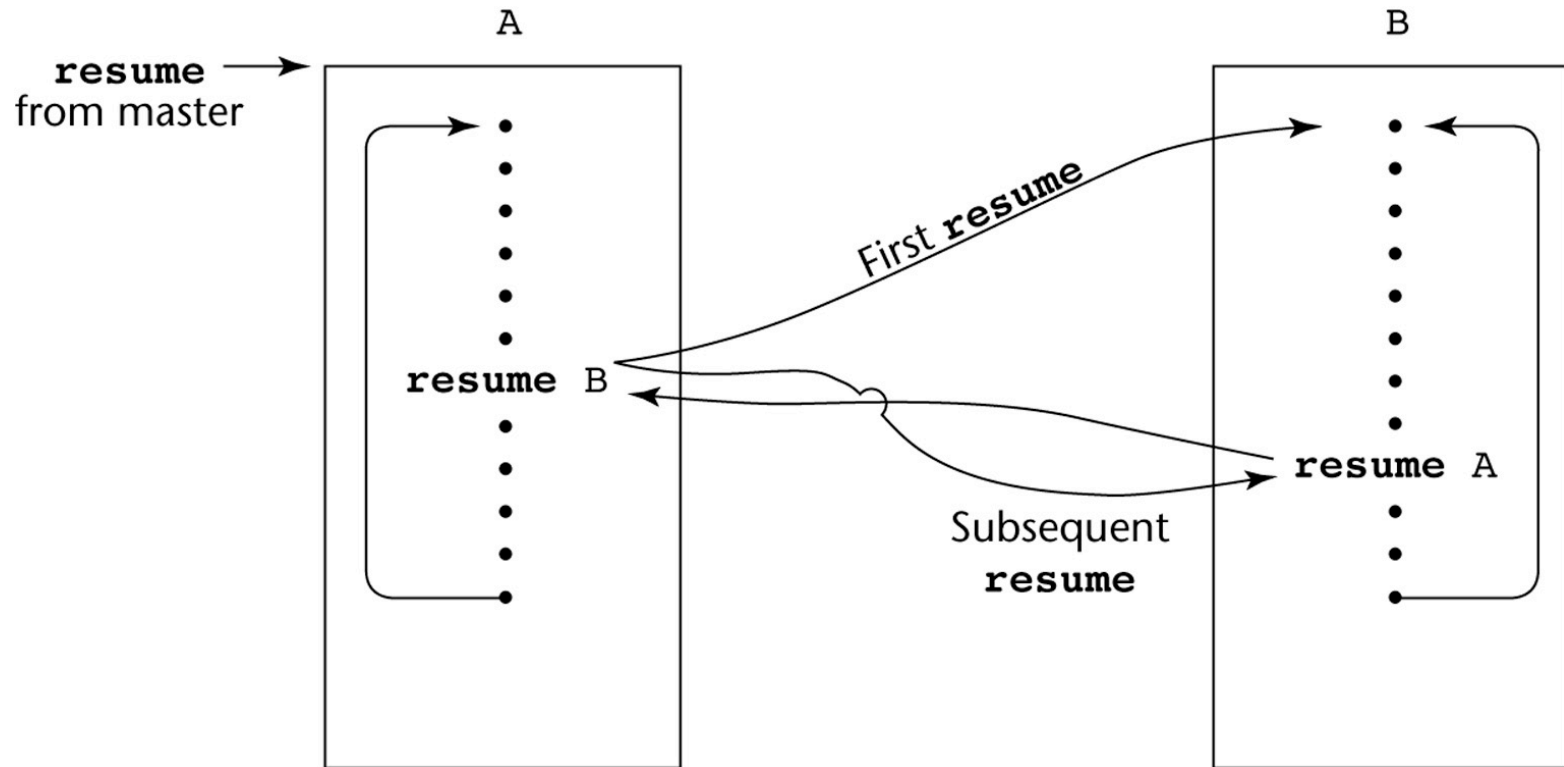 A
B
resume
from master
First resume
resume B
resume A
Subsequent
resume